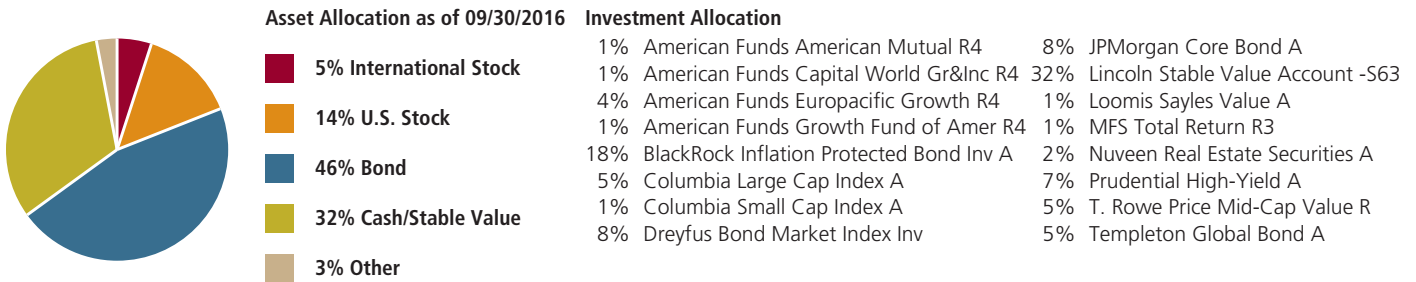 Asset Allocation as of 09/30/2016
5% International Stock
14% U.S. Stock
46% Bond
32% Cash/Stable Value
3% Other
Investment Allocation
1% American Funds American Mutual R4
1% American Funds Capital World Gr&Inc R4
4% American Funds Europacific Growth R4
1% American Funds Growth Fund of Amer R4
18% BlackRock Inflation Protected Bond Inv A
5% Columbia Large Cap Index A
1% Columbia Small Cap Index A
8% Dreyfus Bond Market Index Inv
8% JPMorgan Core Bond A
32% Lincoln Stable Value Account -S63
1% Loomis Sayles Value A
1% MFS Total Return R3
2% Nuveen Real Estate Securities A
7% Prudential High-Yield A
5% T. Rowe Price Mid-Cap Value R
5% Templeton Global Bond A